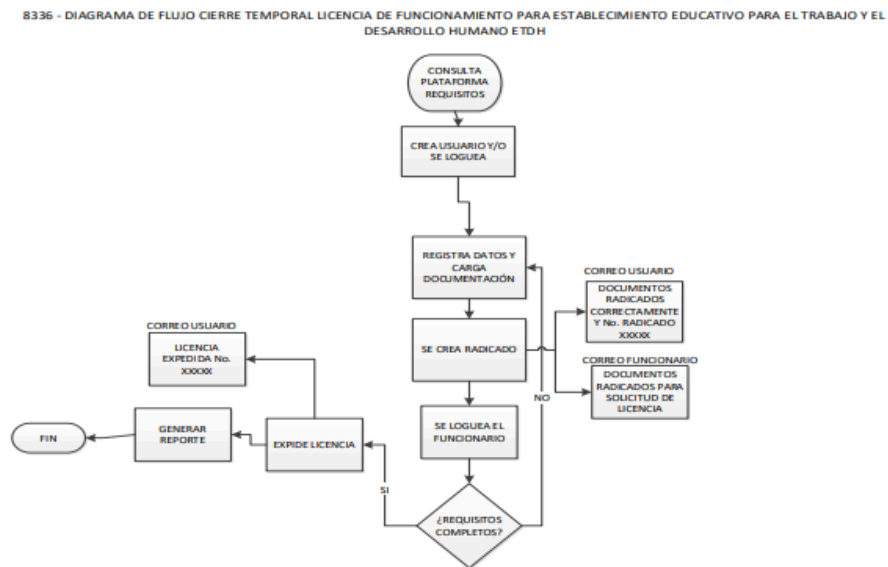 8336 - DIAGRAMA DE FLUJO CIERRE TEMPORAL LICENCIA DE FUNCIONAMIENTO PARA ESTABLECIMIENTO EDUCATIVO PARA EL TRABAJO Y EL
DESARROLLO HUMANO ETDH
CONSULTA
PLATAFORMA
REQUISITOS
CREA USUARIO Y/O
SE LOGUEA
REGISTRA DATOS Y
CARGA
DOCUMENTACIÓN
CORREO USUARIO
DOCUMENTOS
RADICADOS
CORRECTAMENTE
Y No. RADICADO
XXXXX
SE CREA RADICADO
CORREO FUNCIONARIO
DOCUMENTOS
RADICADOS PARA
SOLICITUD DE
LICENCIA
NO
SE LOGUEA EL
FUNCIONARIO
¿REQUISITOS
COMPLETOS?
SI
EXPIDE LICENCIA
CORREO USUARIO
LICENCIA
EXPEDIDA No.
XXXXX
GENERAR
REPORTE
FIN